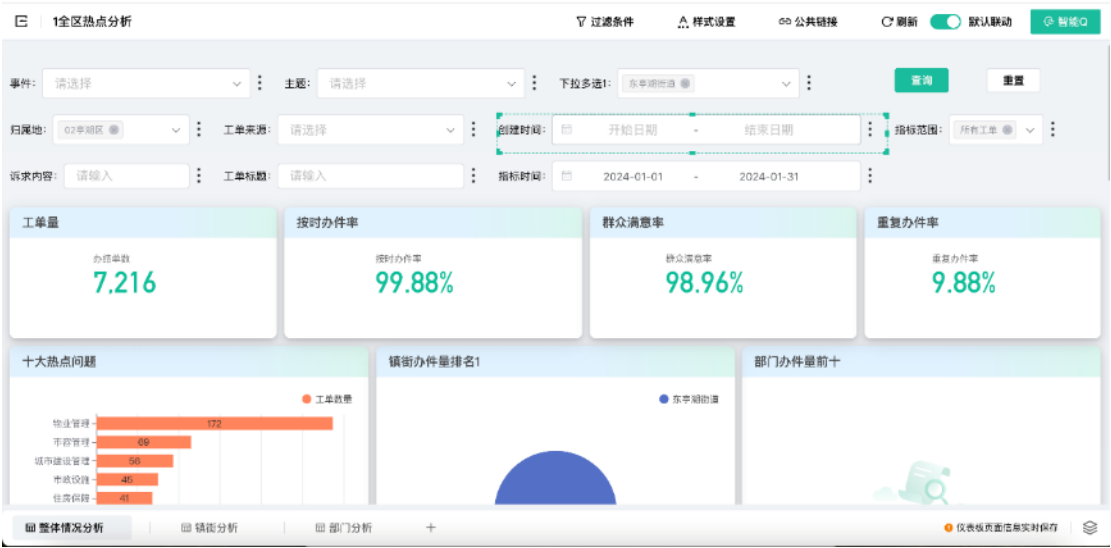 1全区热点分析 过滤条件 样式设置 公共链接 刷新 默认联动 智能Q
事件: 请选择 主题: 请选择 下拉多选1: 东亭湖街道 查询 重置
归属地: 02亭湖区 工单来源: 请选择 创建时间: 开始日期 - 结束日期 指标范围: 所有工单
诉求内容: 请输入 工单标题: 请输入 指标时间: 2024-01-01 - 2024-01-31
工单量 按时办件率 群众满意率 重复办件率
办结单数 按时办件率 群众满意率 重复办件率
7,216 99.88% 98.96% 9.88%
十大热点问题 镇街办件量排名1 部门办件量前十
工单数量 东亭湖街道
物业管理 172
市容管理 69
城市建设管理 56
市政设施 45
住房保障 41
整体情况分析 镇街分析 部门分析 + 仪表板页面信息实时保存